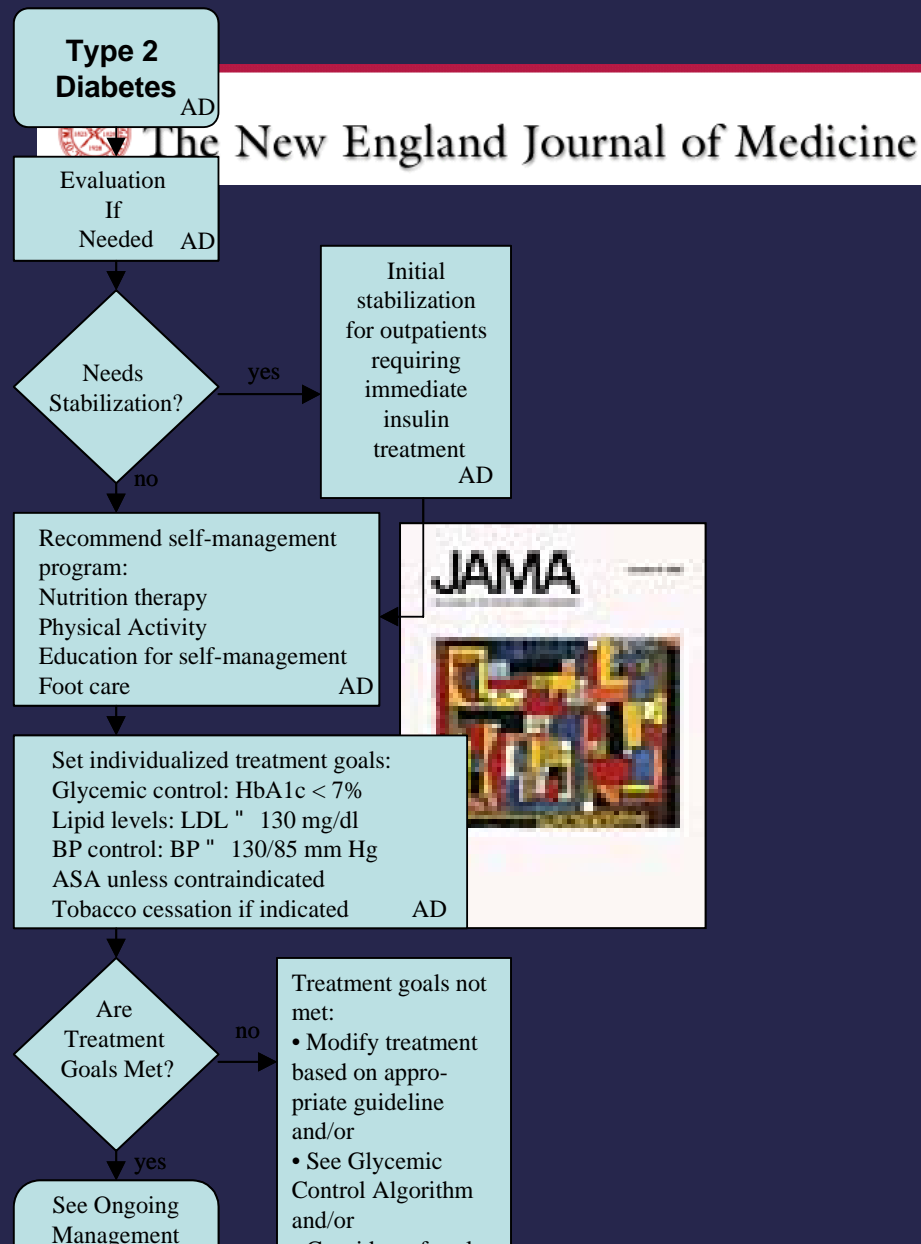 Type 2
Diabetes
AD
The New England Journal of Medicine
Evaluation
If
Needed AD
Needs
Stabilization?
yes
Initial
stabilization
for outpatients
requiring
immediate
insulin
treatment
AD
no
Recommend self-management
program:
Nutrition therapy
Physical Activity
Education for self-management
Foot care AD
JAMA
Set individualized treatment goals:
Glycemic control: HbA1c < 7%
Lipid levels: LDL " 130 mg/dl
BP control: BP " 130/85 mm Hg
ASA unless contraindicated
Tobacco cessation if indicated AD
Are
Treatment
Goals Met?
no
Treatment goals not
met:
• Modify treatment
based on appro-
priate guideline
and/or
• See Glycemic
Control Algorithm
and/or
yes
See Ongoing
Management